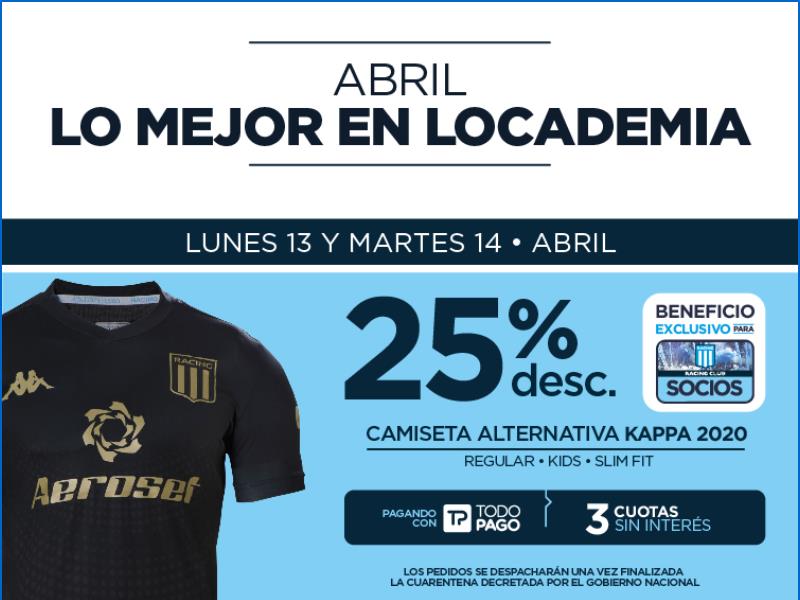 ABRIL
LO MEJOR EN LOCADEMIA
LUNES 13 Y MARTES 14 • ABRIL
RACING
Aeroset
25% desc.
BENEFICIO
EXCLUSIVO PARA
RACING CLUB
SOCIOS
CAMISETA ALTERNATIVA KAPPA 2020
REGULAR • KIDS • SLIM FIT
PAGANDO
CON
TP
TODO
PAGO
3 CUOTAS
SIN INTERÉS
LOS PEDIDOS SE DESPACHARÁN UNA VEZ FINALIZADA
LA CUARENTENA DECRETADA POR EL GOBIERNO NACIONAL